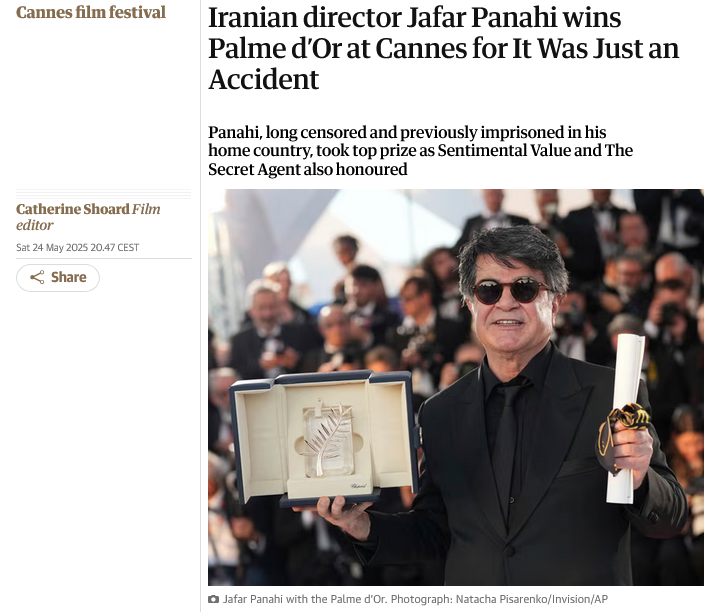 Cannes film festival
Iranian director Jafar Panahi wins
Palme d'Or at Cannes for It Was Just an
Accident
Panahi, long censored and previously imprisoned in his
home country, took top prize as Sentimental Value and The
Secret Agent also honoured
Catherine Shoard Film
editor
Sat 24 May 2025 20.47 CEST
Share
Chopard
Jafar Panahi with the Palme d'Or. Photograph: Natacha Pisarenko/Invision/AP